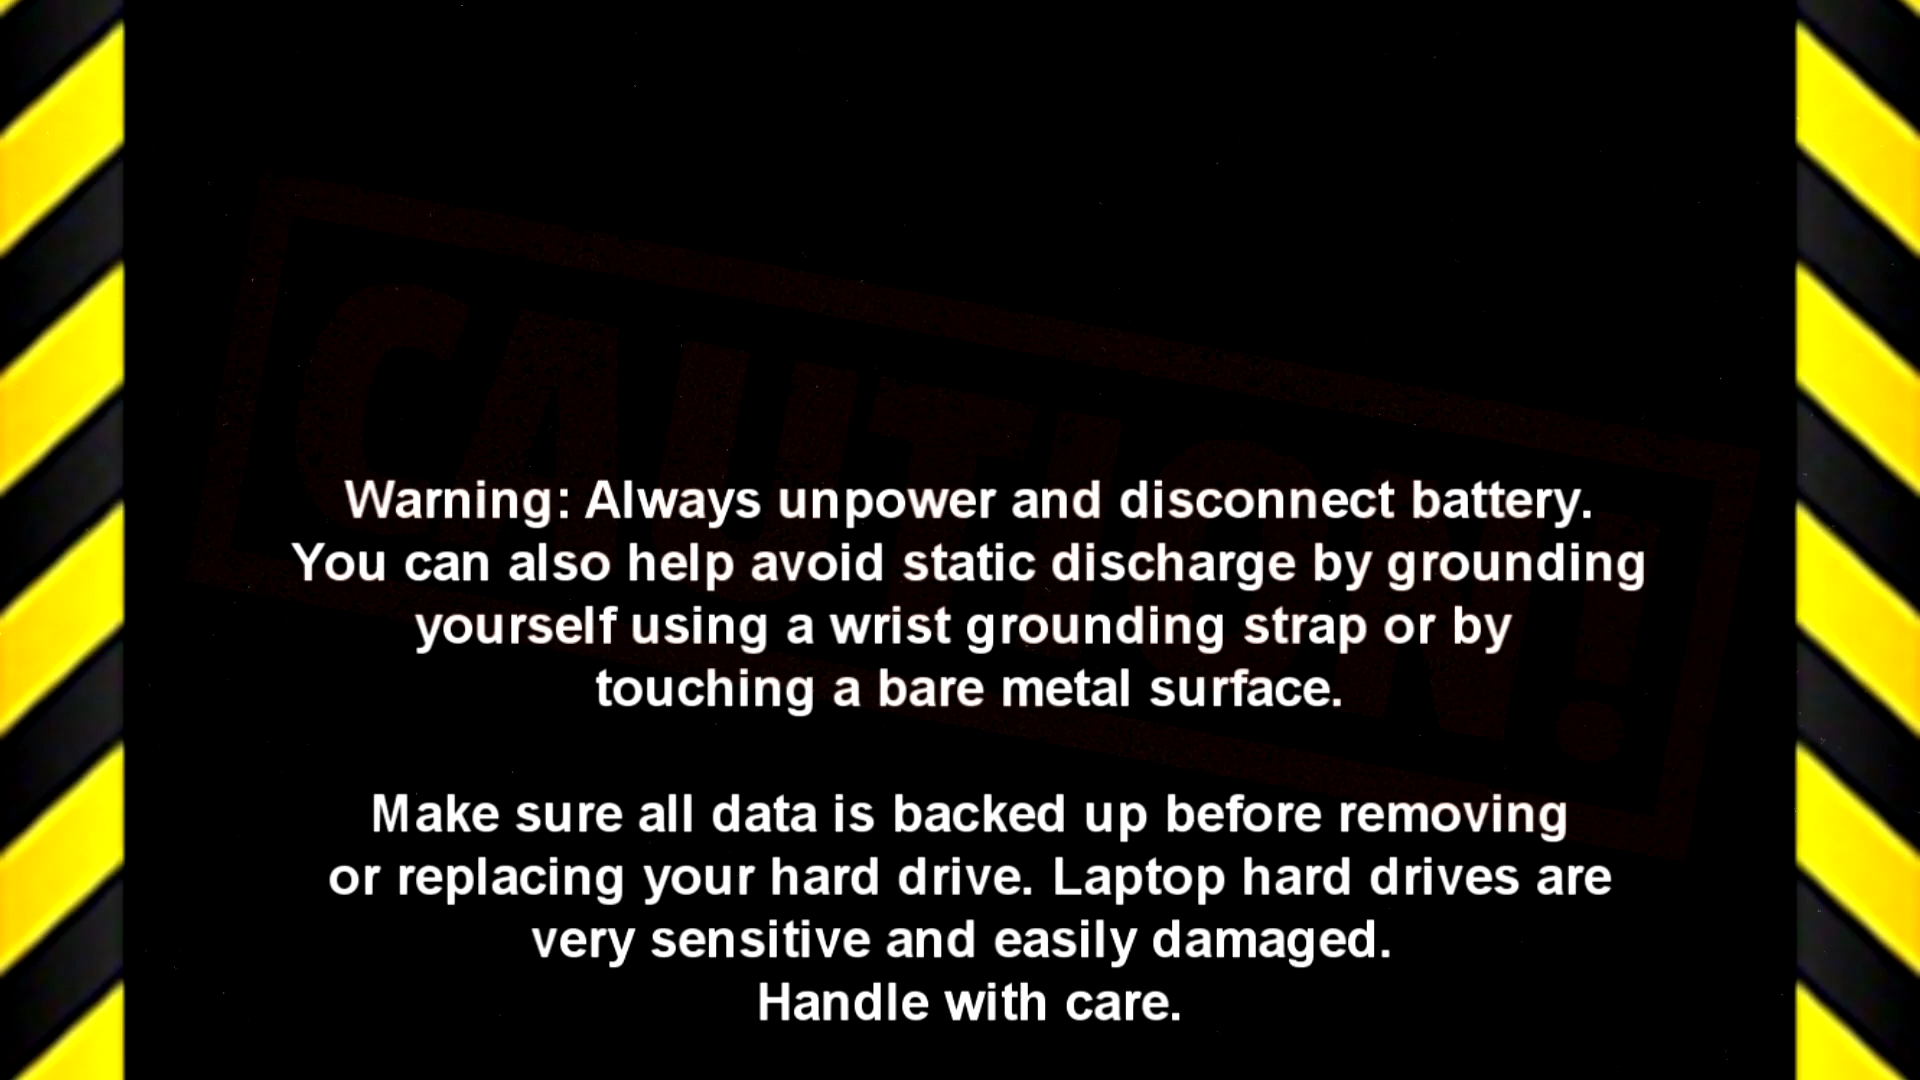 CAUTION!
Warning: Always unpower and disconnect battery.
You can also help avoid static discharge by grounding
yourself using a wrist grounding strap or by
touching a bare metal surface.
Make sure all data is backed up before removing
or replacing your hard drive. Laptop hard drives are
very sensitive and easily damaged.
Handle with care.